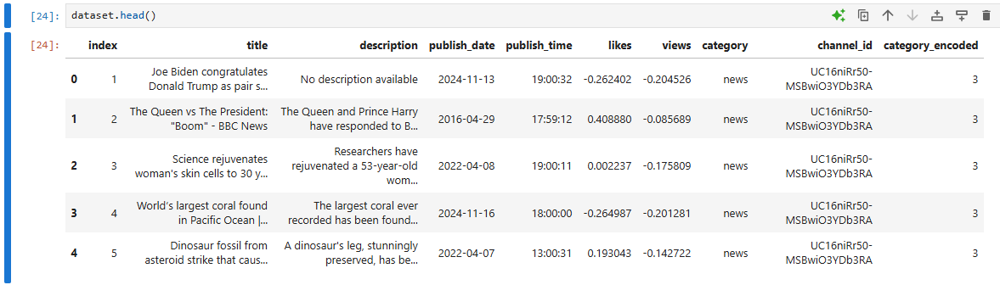 [24]: dataset.head()
[24]: index title description publish_date publish_time likes views category channel_id category_encoded
Joe Biden congratulates UC16niRr50-
0 1 No description available 2024-11-13 19:00:32 -0.262402 -0.204526 news 3
Donald Trump as pair s... MSBwiO3YDb3RA
The Queen vs The President: The Queen and Prince Harry UC16niRr50-
1 2 2016-04-29 17:59:12 0.408880 -0.085689 news 3
"Boom" - BBC News have responded to B... MSBwiO3YDb3RA
Researchers have
Science rejuvenates UC16niRr50-
2 3 rejuvenated a 53-year-old 2022-04-08 19:00:11 0.002237 -0.175809 news 3
woman's skin cells to 30 y... MSBwiO3YDb3RA
wom...
World's largest coral found The largest coral ever UC16niRr50-
3 4 2024-11-16 18:00:00 -0.264987 -0.201281 news 3
in Pacific Ocean |... recorded has been found... MSBwiO3YDb3RA
Dinosaur fossil from A dinosaur's leg, stunningly UC16niRr50-
4 5 2022-04-07 13:00:31 0.193043 -0.142722 news 3
asteroid strike that caus... preserved, has be... MSBwiO3YDb3RA